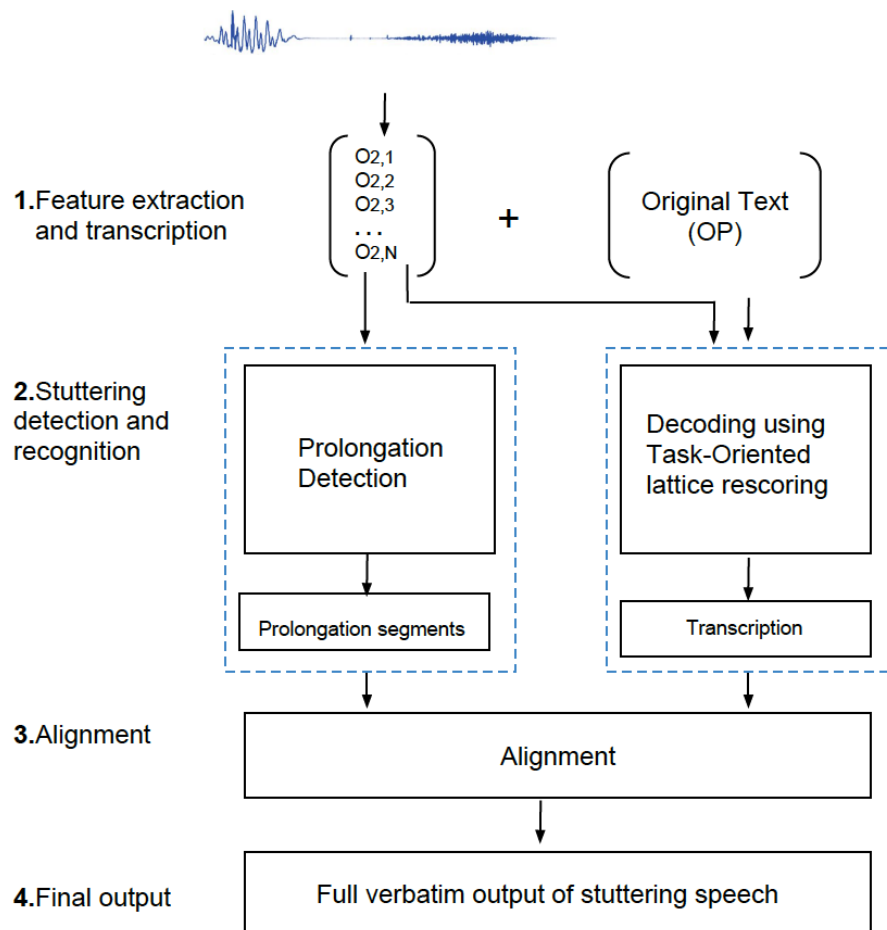 1.Feature extraction
and transcription
O2,1
O2,2
O2,3
...
O2,N
+
Original Text
(OP)
2.Stuttering
detection and
recognition
Prolongation
Detection
Prolongation segments
Decoding using
Task-Oriented
lattice rescoring
Transcription
3.Alignment
Alignment
4.Final output
Full verbatim output of stuttering speech